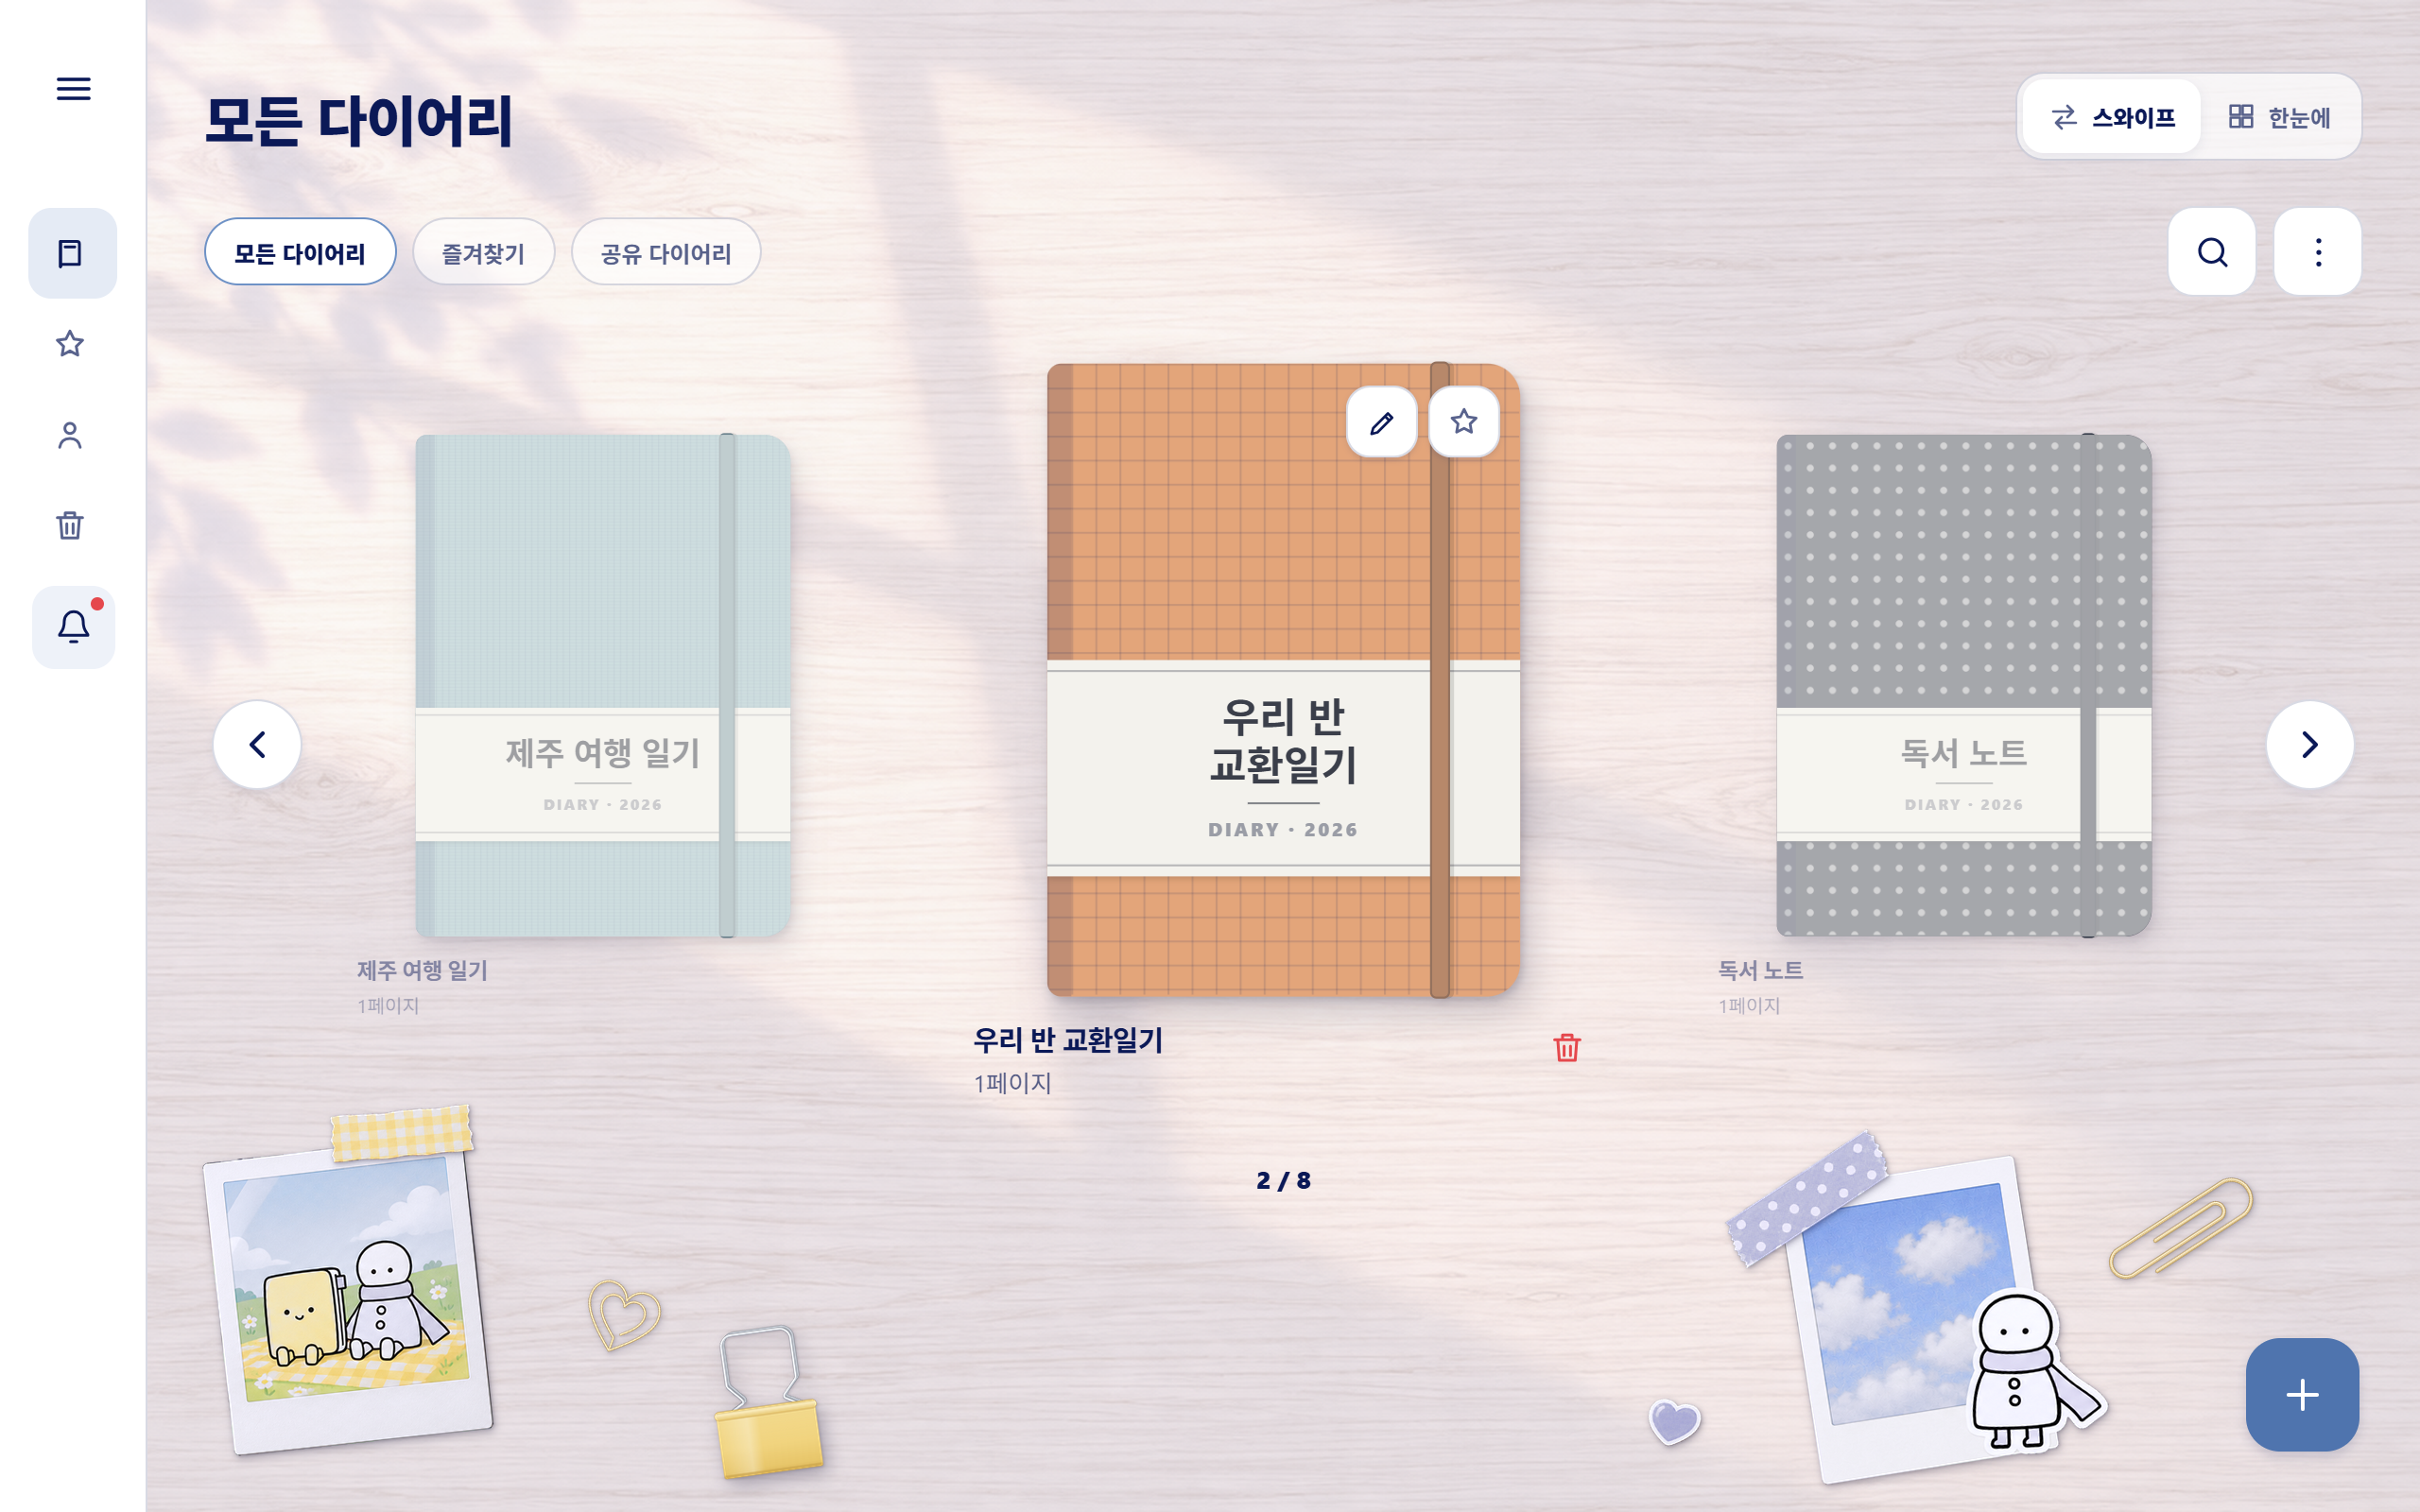 모든 다이어리
스와이프
한눈에
모든 다이어리
즐겨찾기
공유 다이어리
제주 여행 일기
DIARY · 2026
우리 반
교환일기
DIARY · 2026
독서 노트
DIARY · 2026
제주 여행 일기
1페이지
우리 반 교환일기
1페이지
독서 노트
1페이지
2 / 8